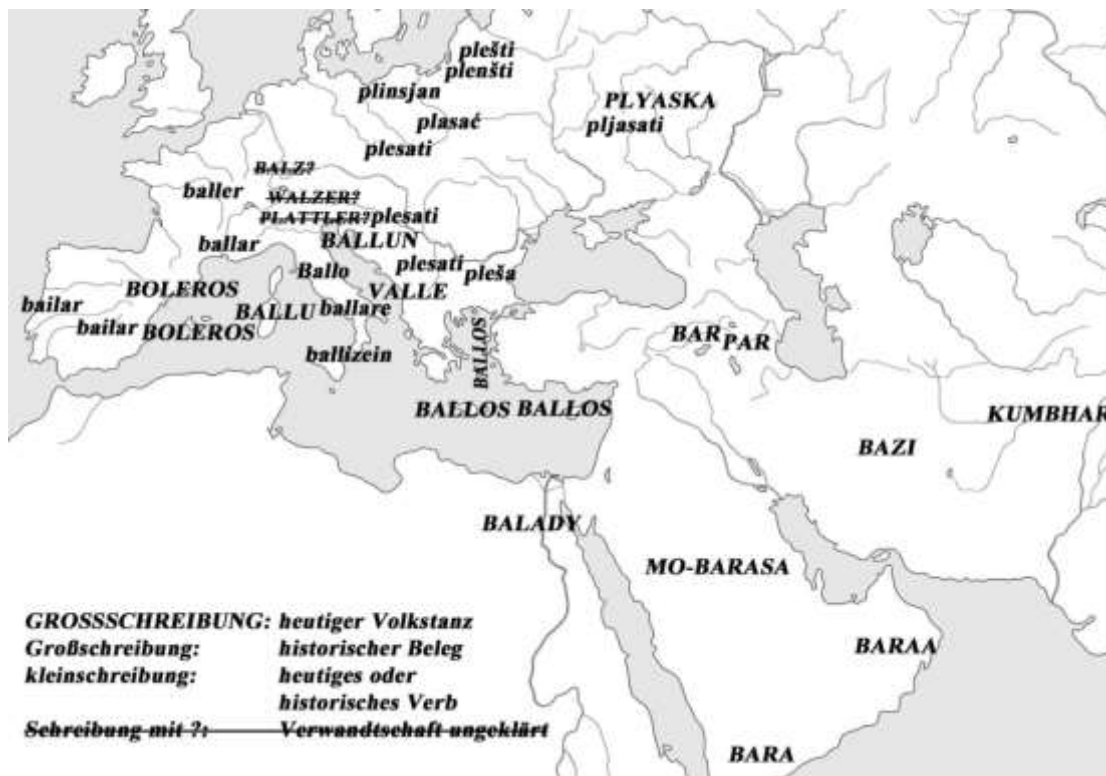 plešti
plenšti
plinsjan
PLYASKA
plasać
pljasati
plesati
BALZ?
baller
WALZER?
PLATTLER? plesati
BALLUN
ballar
plesati
Ballo
pleša
BOLEROS
VALLE
bailar
BALLU
ballare
bailar
BOLEROS
BALLOS
BAR
PAR
ballizein
BALLOS BALLOS
KUMBHAR
BAZI
BALADY
MO-BARASA
GROSSSCHREIBUNG: heutiger Volkstanz
Großschreibung: historischer Beleg
BARAA
kleinschreibung: heutiges oder
historisches Verb
Schreibung mit ?: Verwandtschaft ungeklärt
BARA